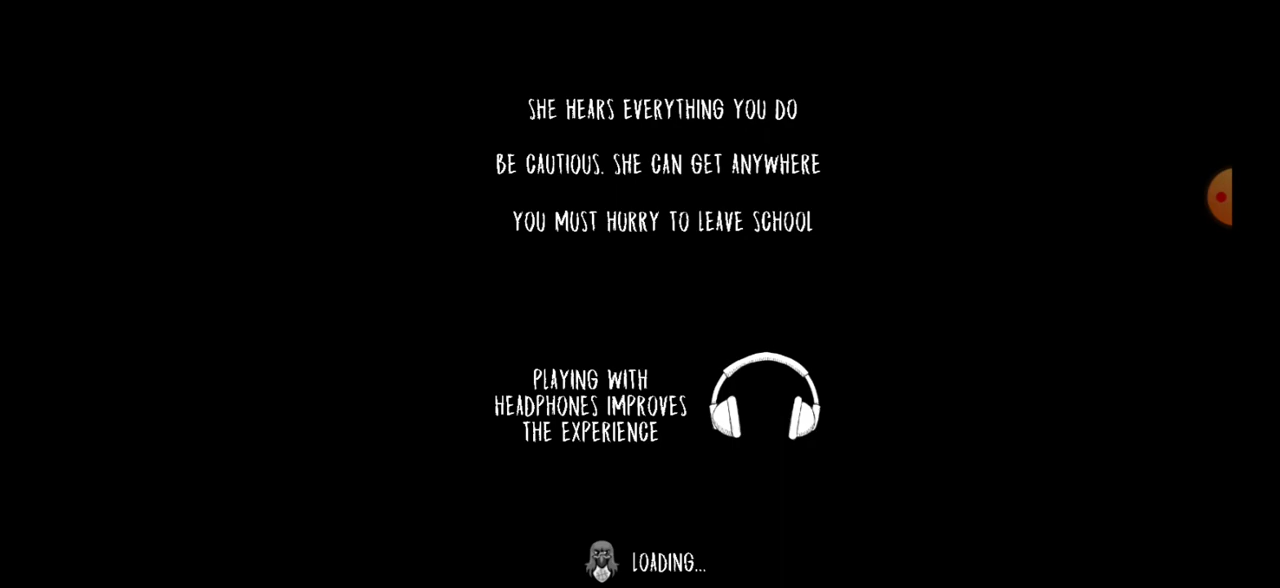 SHE HEARS EVERYTHING YOU DO
BE CAUTIOUS. SHE CAN GET ANYWHERE
YOU MUST HURRY TO LEAVE SCHOOL
PLAYING WITH
HEADPHONES IMPROVES
THE EXPERIENCE
LOADING...